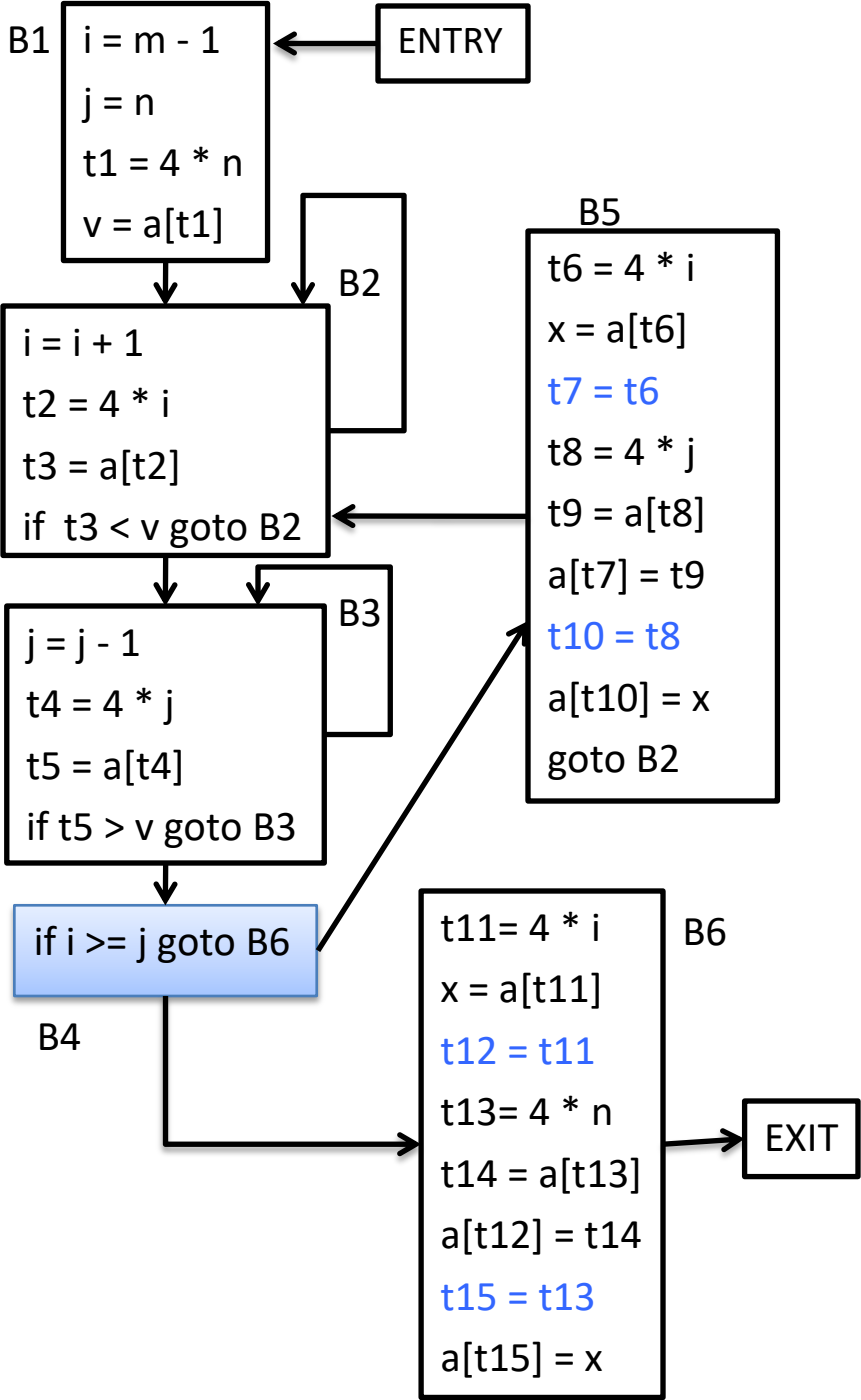 B1
i = m - 1
j = n
t1 = 4 * n
v = a[t1]
ENTRY
B2
i = i + 1
t2 = 4 * i
t3 = a[t2]
if t3 < v goto B2
B3
j = j - 1
t4 = 4 * j
t5 = a[t4]
if t5 > v goto B3
if i >= j goto B6
B4
B5
t6 = 4 * i
x = a[t6]
t7 = t6
t8 = 4 * j
t9 = a[t8]
a[t7] = t9
t10 = t8
a[t10] = x
goto B2
B6
t11= 4 * i
x = a[t11]
t12 = t11
t13= 4 * n
t14 = a[t13]
a[t12] = t14
t15 = t13
a[t15] = x
EXIT